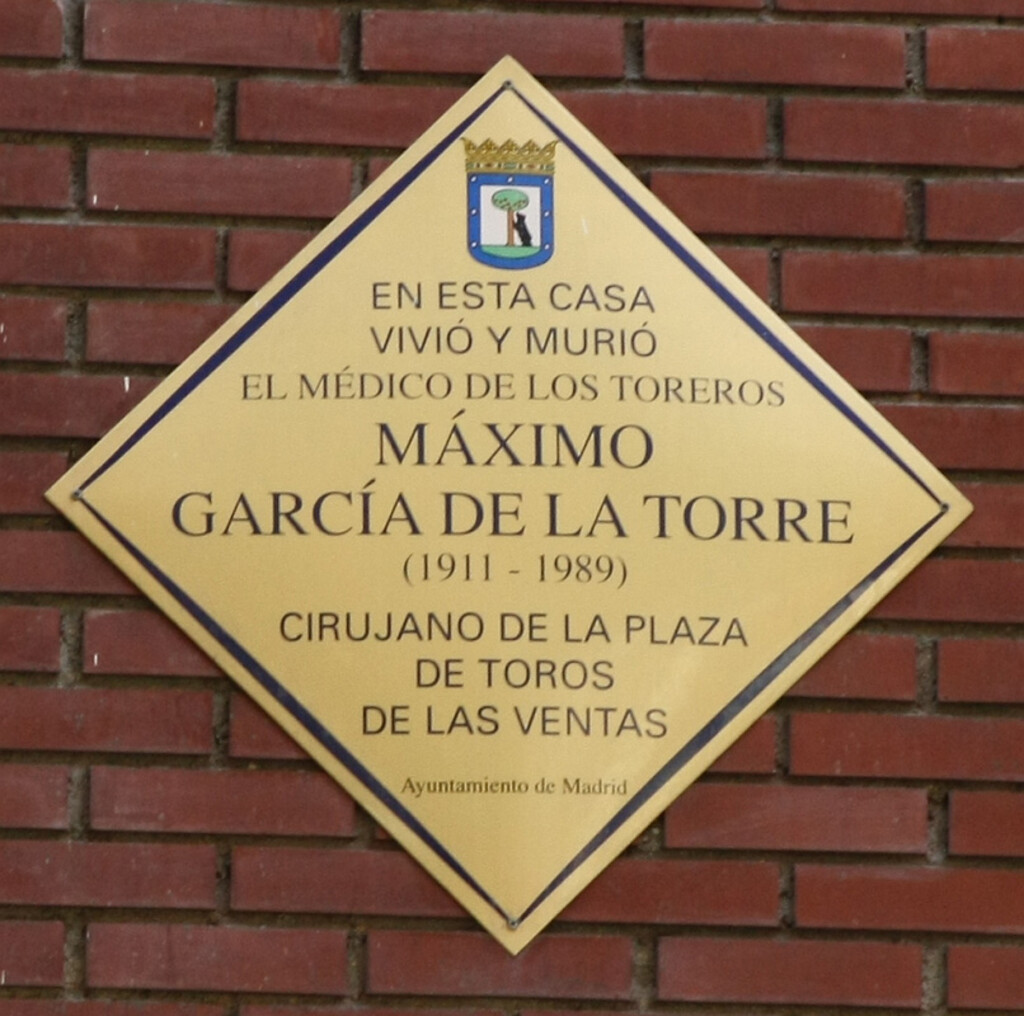 EN ESTA CASA
VIVIÓ Y MURIÓ
EL MÉDICO DE LOS TOREROS
MÁXIMO
GARCÍA DE LA TORRE
(1911 - 1989)
CIRUJANO DE LA PLAZA
DE TOROS
DE LAS VENTAS
Ayuntamiento de Madrid